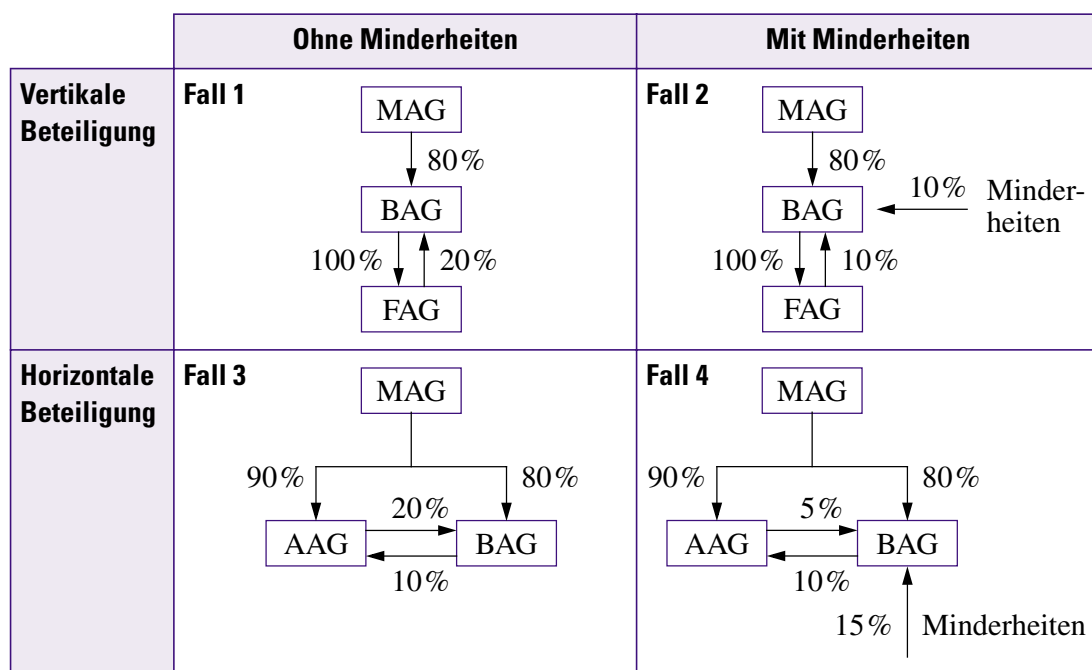 Ohne Minderheiten
Mit Minderheiten
Vertikale
Beteiligung
Fall 1
MAG
80%
BAG
100%
20%
FAG
Fall 2
MAG
80%
BAG
10%
Minder-
heiten
100%
10%
FAG
Horizontale
Beteiligung
Fall 3
MAG
90%
80%
20%
AAG
BAG
10%
Fall 4
MAG
90%
80%
5%
AAG
BAG
10%
15%
Minderheiten